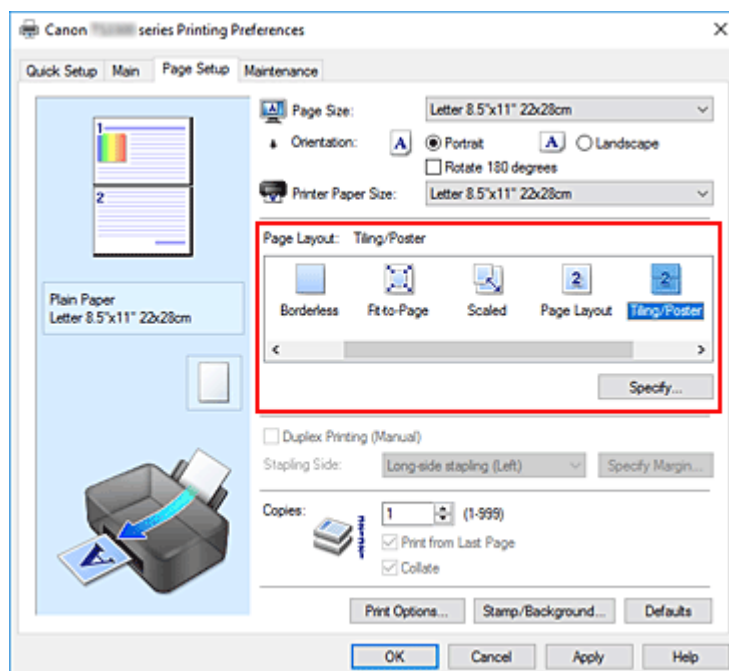 Canon series Printing Preferences
Quick Setup Main Page Setup Maintenance
1
2
Plain Paper
Letter 8.5"x11" 22x28cm
Page Size: Letter 8.5"x11" 22x28cm
Orientation: A Portrait A Landscape
Rotate 180 degrees
Printer Paper Size: Letter 8.5"x11" 22x28cm
Page Layout: Tiling/Poster
2 2
Borderless Fit-to-Page Scaled Page Layout Tiling/Poster
Specify...
Duplex Printing (Manual)
Stapling Side: Long-side stapling (Left) Specify Margin...
Copies: 1 (1-999)
Print from Last Page
Collate
A
Print Options... Stamp/Background... Defaults
OK Cancel Apply Help